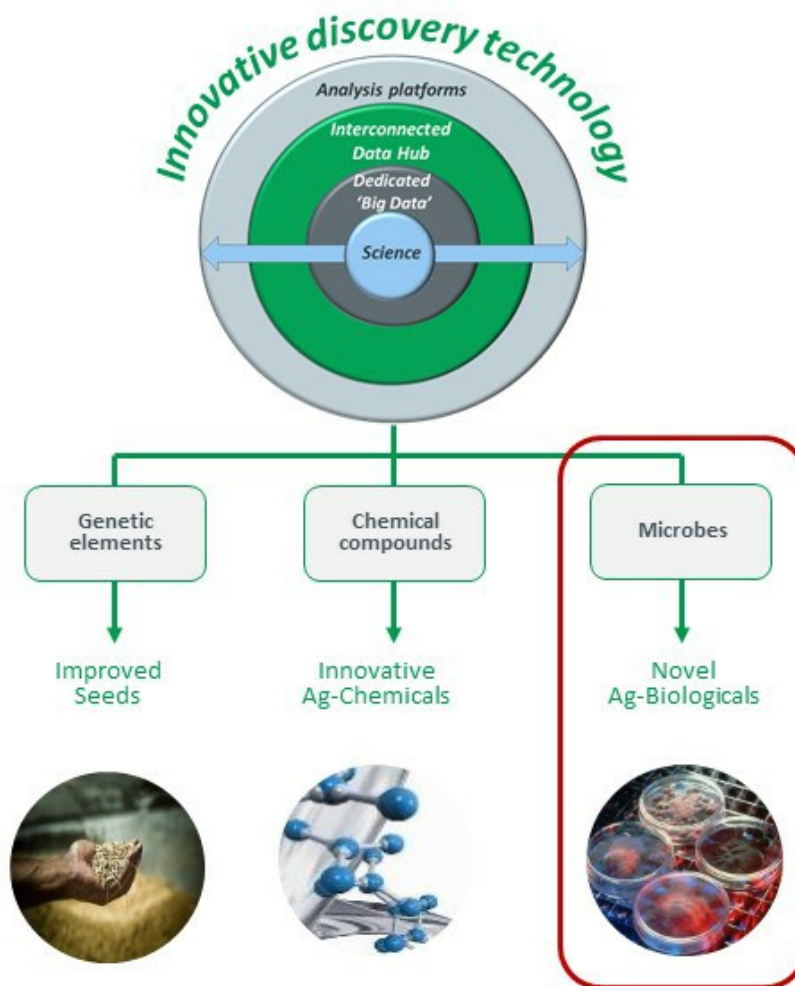 Innovative discovery technology
Analysis platforms
Interconnected
Data Hub
Dedicated
‘Big Data’
Science
Genetic
elements
Chemical
compounds
Microbes
Improved
Seeds
Innovative
Ag-Chemicals
Novel
Ag-Biologicals